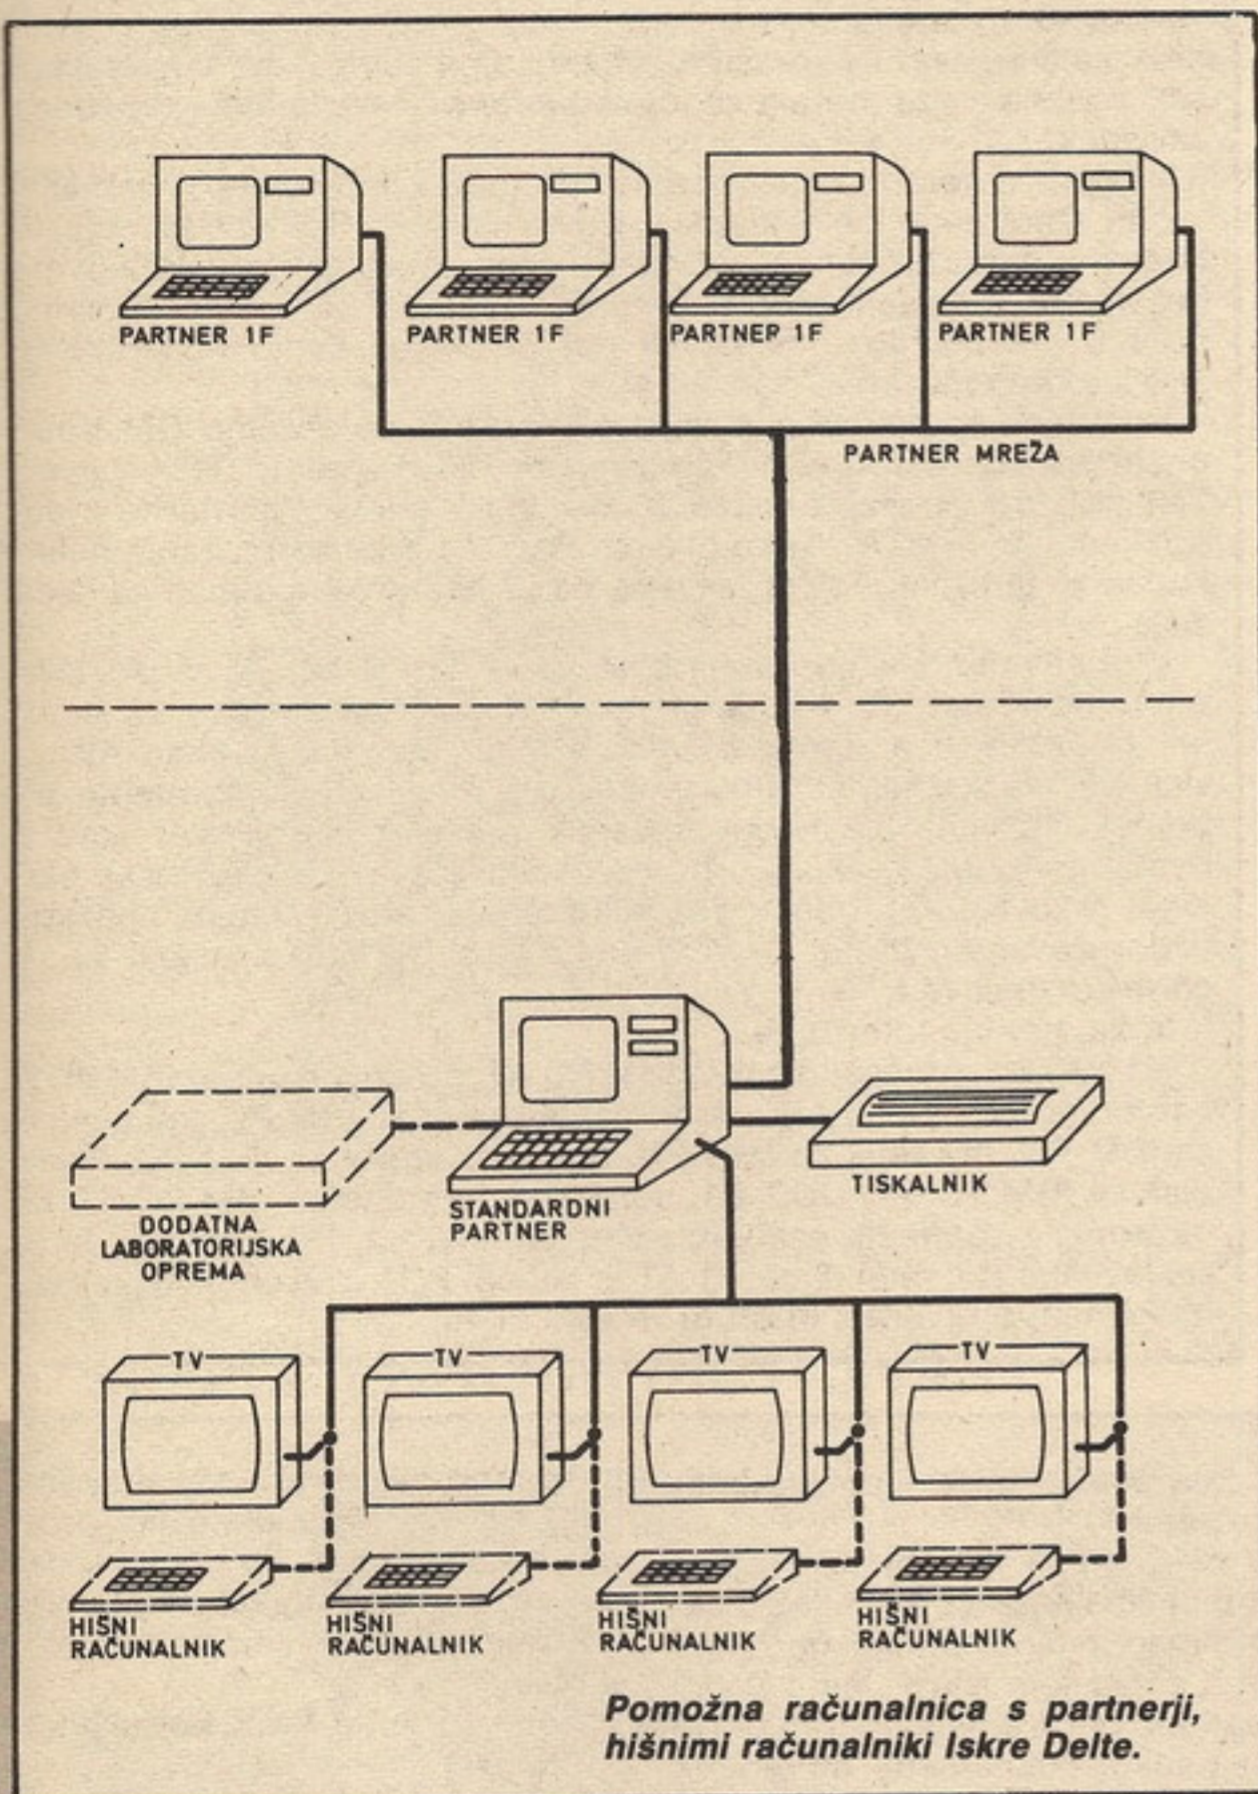 PARTNER 1F
PARTNER 1F
PARTNER 1F
PARTNER 1F
PARTNER MREŽA
TISKALNIK
STANDARDNI
PARTNER
DODATNA
LABORATORIJSKA
OPREMA
TV
TV
TV
TV
HIŠNI
RAČUNALNIK
HIŠNI
RAČUNALNIK
HIŠNI
RAČUNALNIK
HIŠNI
RAČUNALNIK
Pomožna računalnica s partnerji,
hišnimi računalniki Iskre Delte.